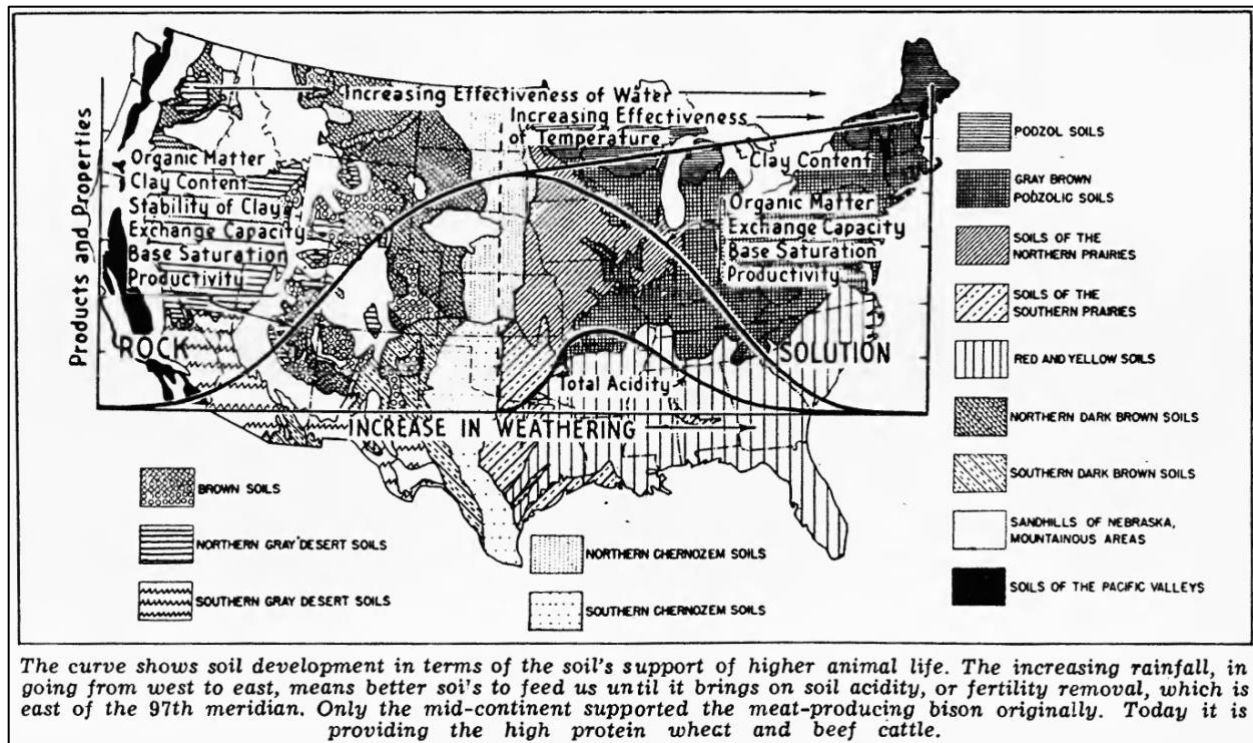 Increasing Effectiveness of Water
Increasing Effectiveness
of Temperature
Products and Properties
Organic Matter
Clay Content
Stability of Clay
Exchange Capacity
Base Saturation
Productivity
ROCK
Clay Content
Organic Matter
Exchange Capacity
Base Saturation
Productivity
SOLUTION
Total Acidity
INCREASE IN WEATHERING
PODZOL SOILS
GRAY BROWN
PODZOLIC SOILS
SOILS OF THE
NORTHERN PRAIRIES
SOILS OF THE
SOUTHERN PRAIRIES
RED AND YELLOW SOILS
NORTHERN DARK BROWN SOILS
SOUTHERN DARK BROWN SOILS
SANDHILLS OF NEBRASKA,
MOUNTAINOUS AREAS
SOILS OF THE PACIFIC VALLEYS
BROWN SOILS
NORTHERN GRAY DESERT SOILS
SOUTHERN GRAY DESERT SOILS
NORTHERN CHERNOZEM SOILS
SOUTHERN CHERNOZEM SOILS
The curve shows soil development in terms of the soil's support of higher animal life. The increasing rainfall, in
going from west to east, means better soi's to feed us until it brings on soil acidity, or fertility removal, which is
east of the 97th meridian. Only the mid-continent supported the meat-producing bison originally. Today it is
providing the high protein wheat and beef cattle.